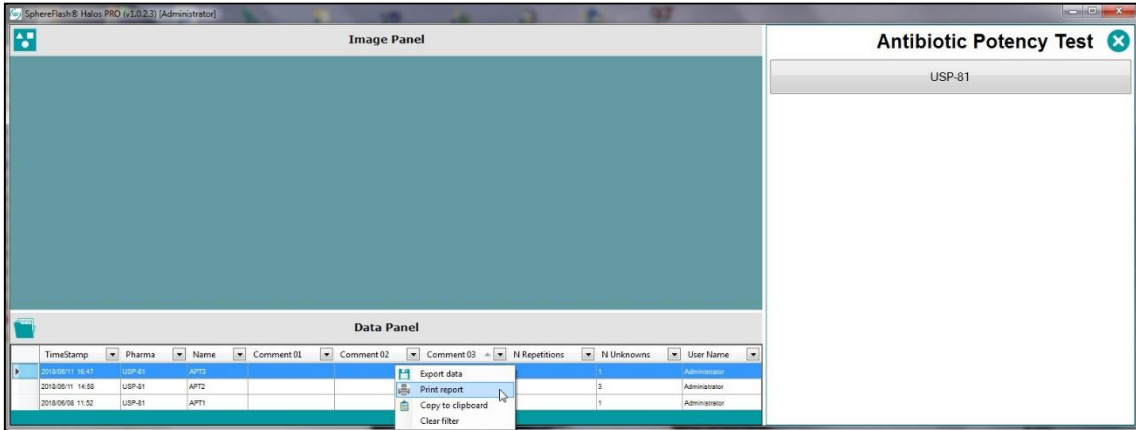 SphereFlash® Halos PRO (v1.0.2.3) [Administrator]
Image Panel
Antibiotic Potency Test
USP-81
Data Panel
TimeStamp Pharma Name Comment 01 Comment 02 Comment 03 N Repetitions N Unknowns User Name
2018/06/11 16:47 USP-81 APT3 1 Administrator
2018/06/11 14:58 USP-81 APT2 3 Administrator
2018/06/08 11:52 USP-81 APT1 1 Administrator
Export data
Print report
Copy to clipboard
Clear filter